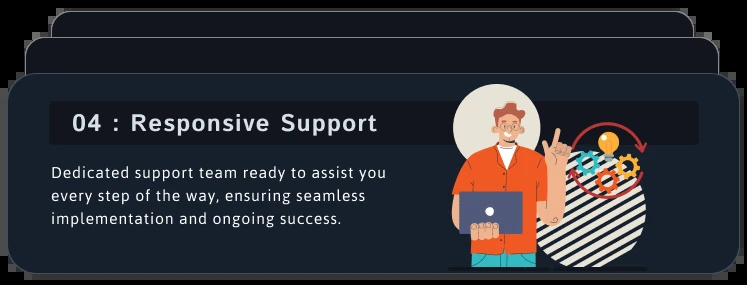 04 : Responsive Support
Dedicated support team ready to assist you
every step of the way, ensuring seamless
implementation and ongoing success.